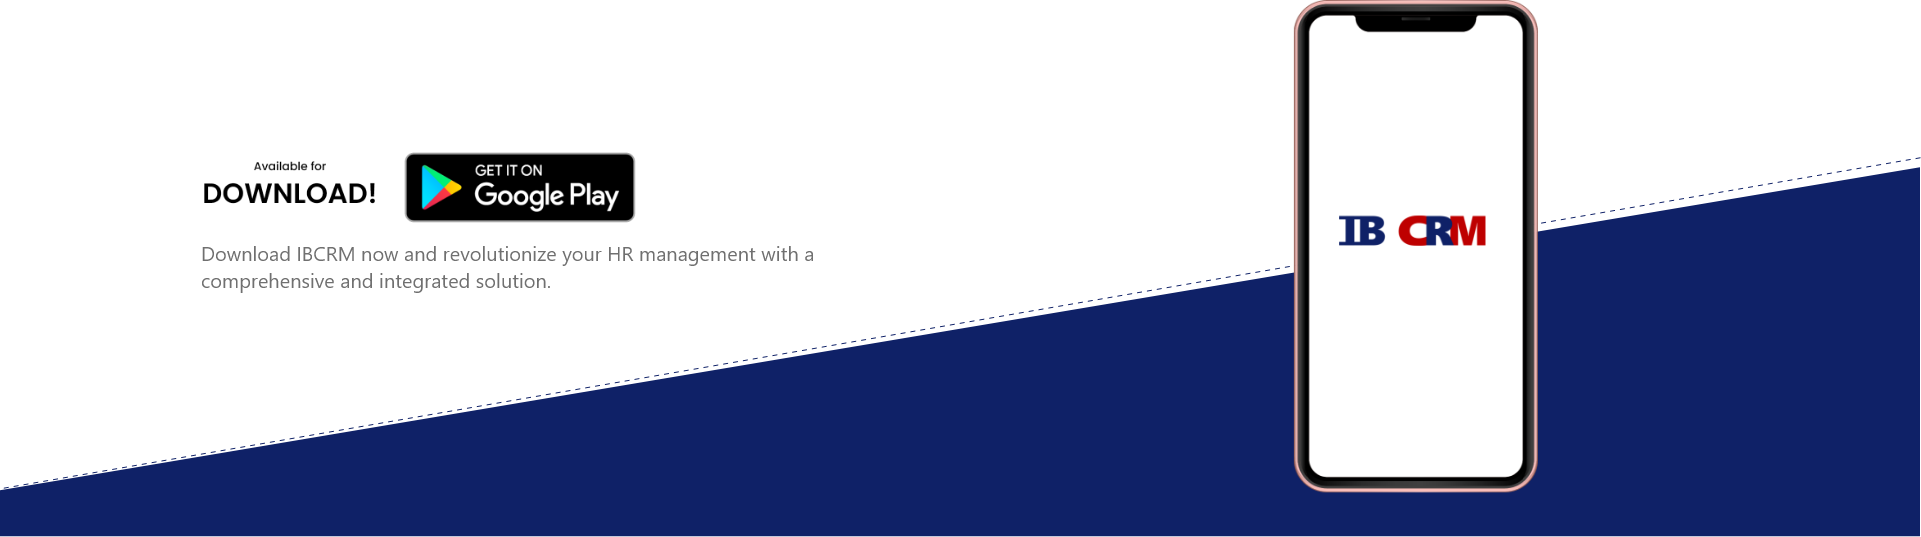 Available for
DOWNLOAD!
GET IT ON
Google Play
Download IBCRM now and revolutionize your HR management with a
comprehensive and integrated solution.
IB CRM